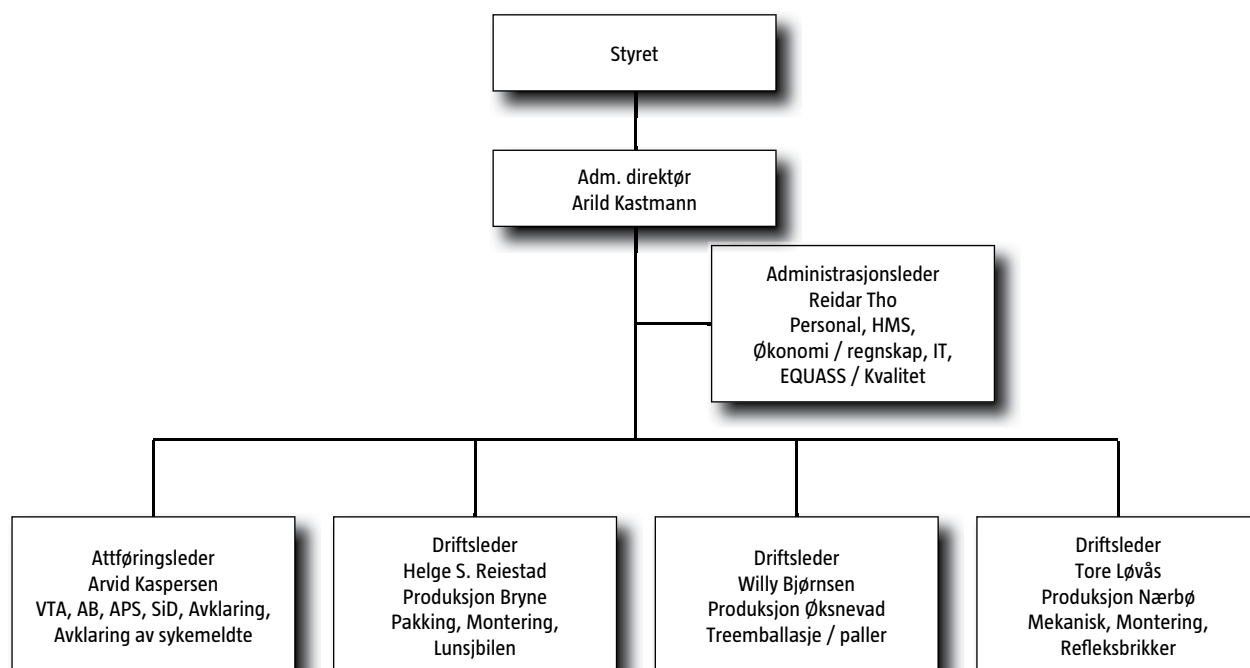 Styret
Adm. direktør
Arild Kastmann
Administrasjonsleder
Reidar Tho
Personal, HMS,
Økonomi / regnskap, IT,
EQUASS / Kvalitet
Attføringsleder
Arvid Kaspersen
VTA, AB, APS, SiD, Avklaring,
Avklaring av sykemeldte
Driftsleder
Helge S. Reiestad
Produksjon Bryne
Pakking, Montering,
Lunsjbilen
Driftsleder
Willy Bjørnsen
Produksjon Øksnevad
Treemballasje / paller
Driftsleder
Tore Løvås
Produksjon Nærbø
Mekanisk, Montering,
Refleksbrikker